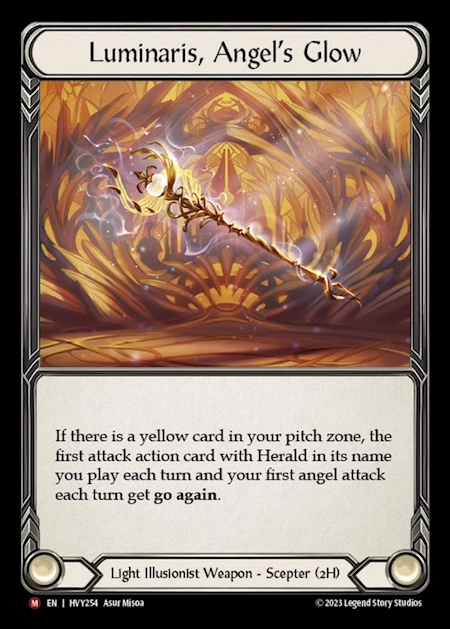 Luminaris, Angel's Glow
If there is a yellow card in your pitch zone, the
first attack action card with Herald in its name
you play each turn and your first angel attack
each turn get go again.
Light Illusionist Weapon - Scepter (2H)
M EN | HVY254 Asur Misoa
© 2023 Legend Story Studios